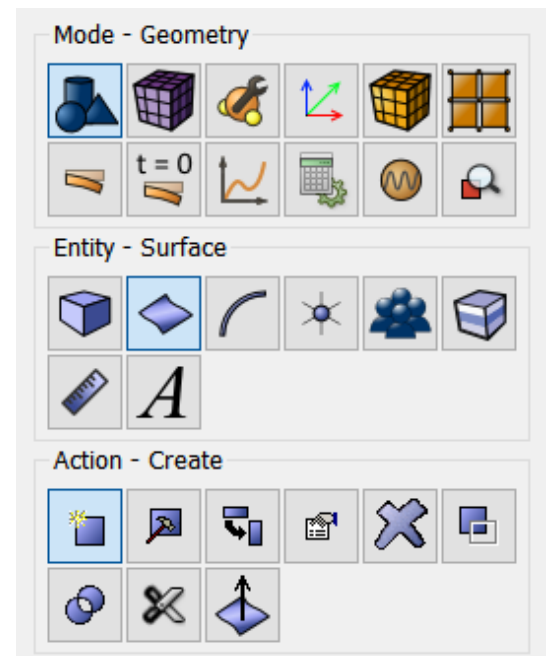 Mode - Geometry
t = 0
Entity - Surface
A
Action - Create